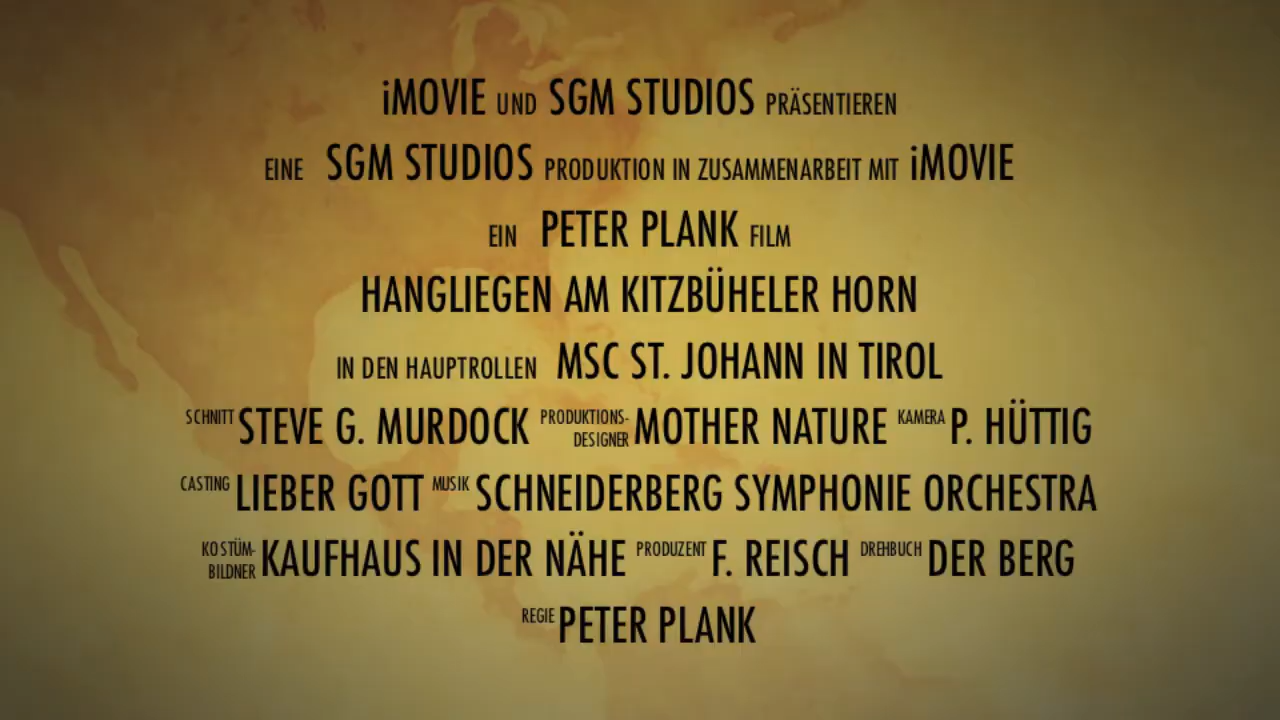 iMOVIE UND SGM STUDIOS PRÄSENTIEREN
EINE SGM STUDIOS PRODUKTION IN ZUSAMMENARBEIT MIT iMOVIE
EIN PETER PLANK FILM
HANGLIEGEN AM KITZBÜHELER HORN
IN DEN HAUPTROLLEN MSC ST. JOHANN IN TIROL
SCHNITT STEVE G. MURDOCK PRODUKTIONS-DESIGNER MOTHER NATURE KAMERA P. HÜTTIG
CASTING LIEBER GOTT MUSIK SCHNEIDERBERG SYMPHONIE ORCHESTRA
KOSTÜM-BILDNER KAUFHAUS IN DER NÄHE PRODUZENT F. REISCH DREHBUCH DER BERG
REGIE PETER PLANK